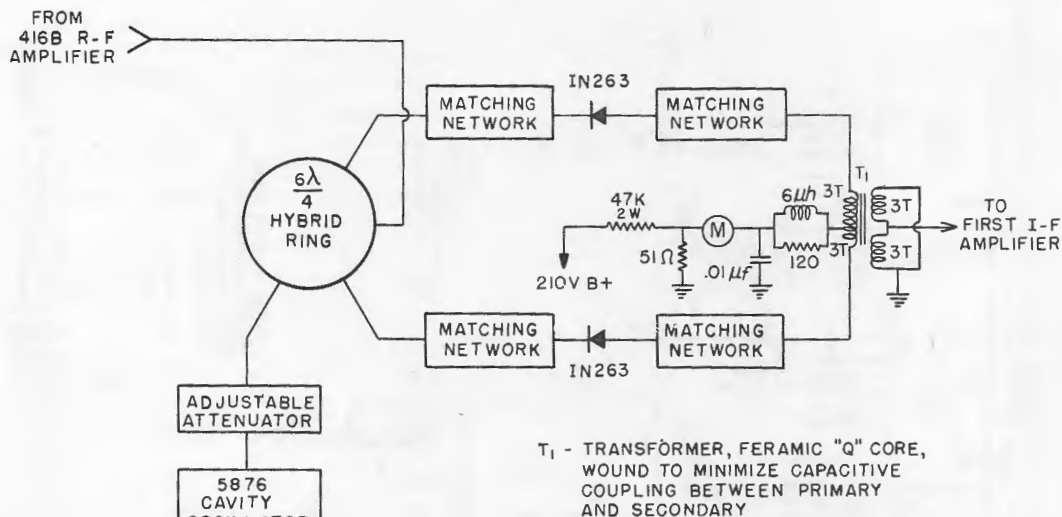 FROM
416B R-F
AMPLIFIER
IN263
MATCHING
NETWORK
MATCHING
NETWORK
6λ
4
HYBRID
RING
47K
2W
M
6μh
3T
T1
3T
TO
FIRST I-F
AMPLIFIER
51Ω
.01μf
120
3T
3T
210V B+
MATCHING
NETWORK
IN263
MATCHING
NETWORK
ADJUSTABLE
ATTENUATOR
5876
CAVITY
T1 - TRANSFORMER, FERAMIC "Q" CORE,
WOUND TO MINIMIZE CAPACITIVE
COUPLING BETWEEN PRIMARY
AND SECONDARY